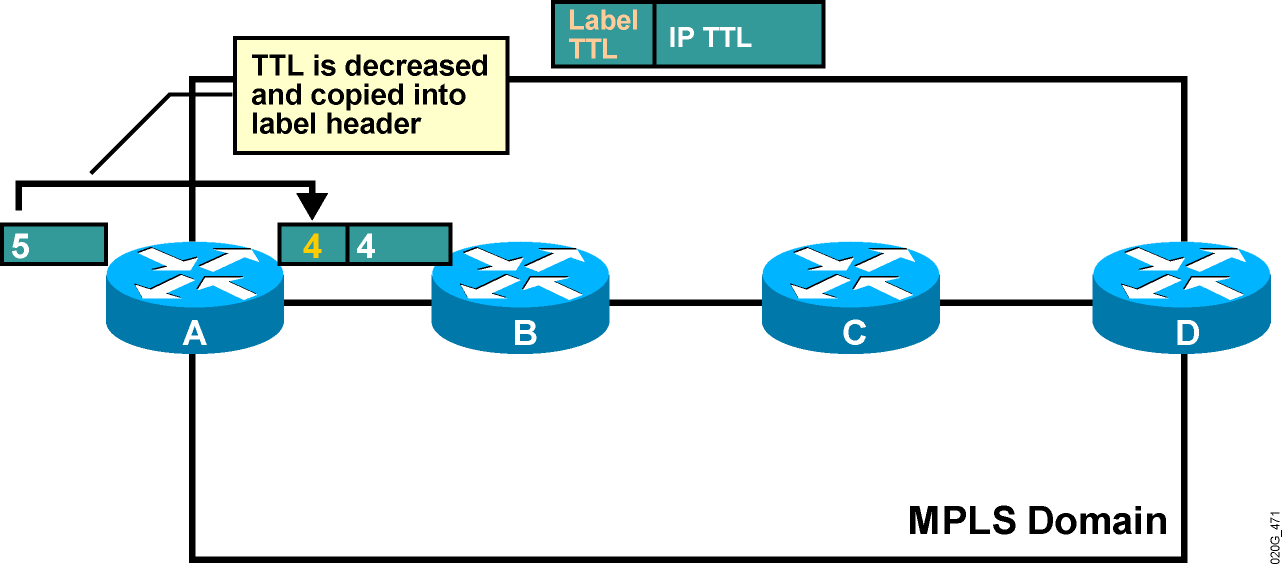 Label
TTL
IP TTL
TTL is decreased
and copied into
label header
5
4
4
A
B
C
D
MPLS Domain
020G_471